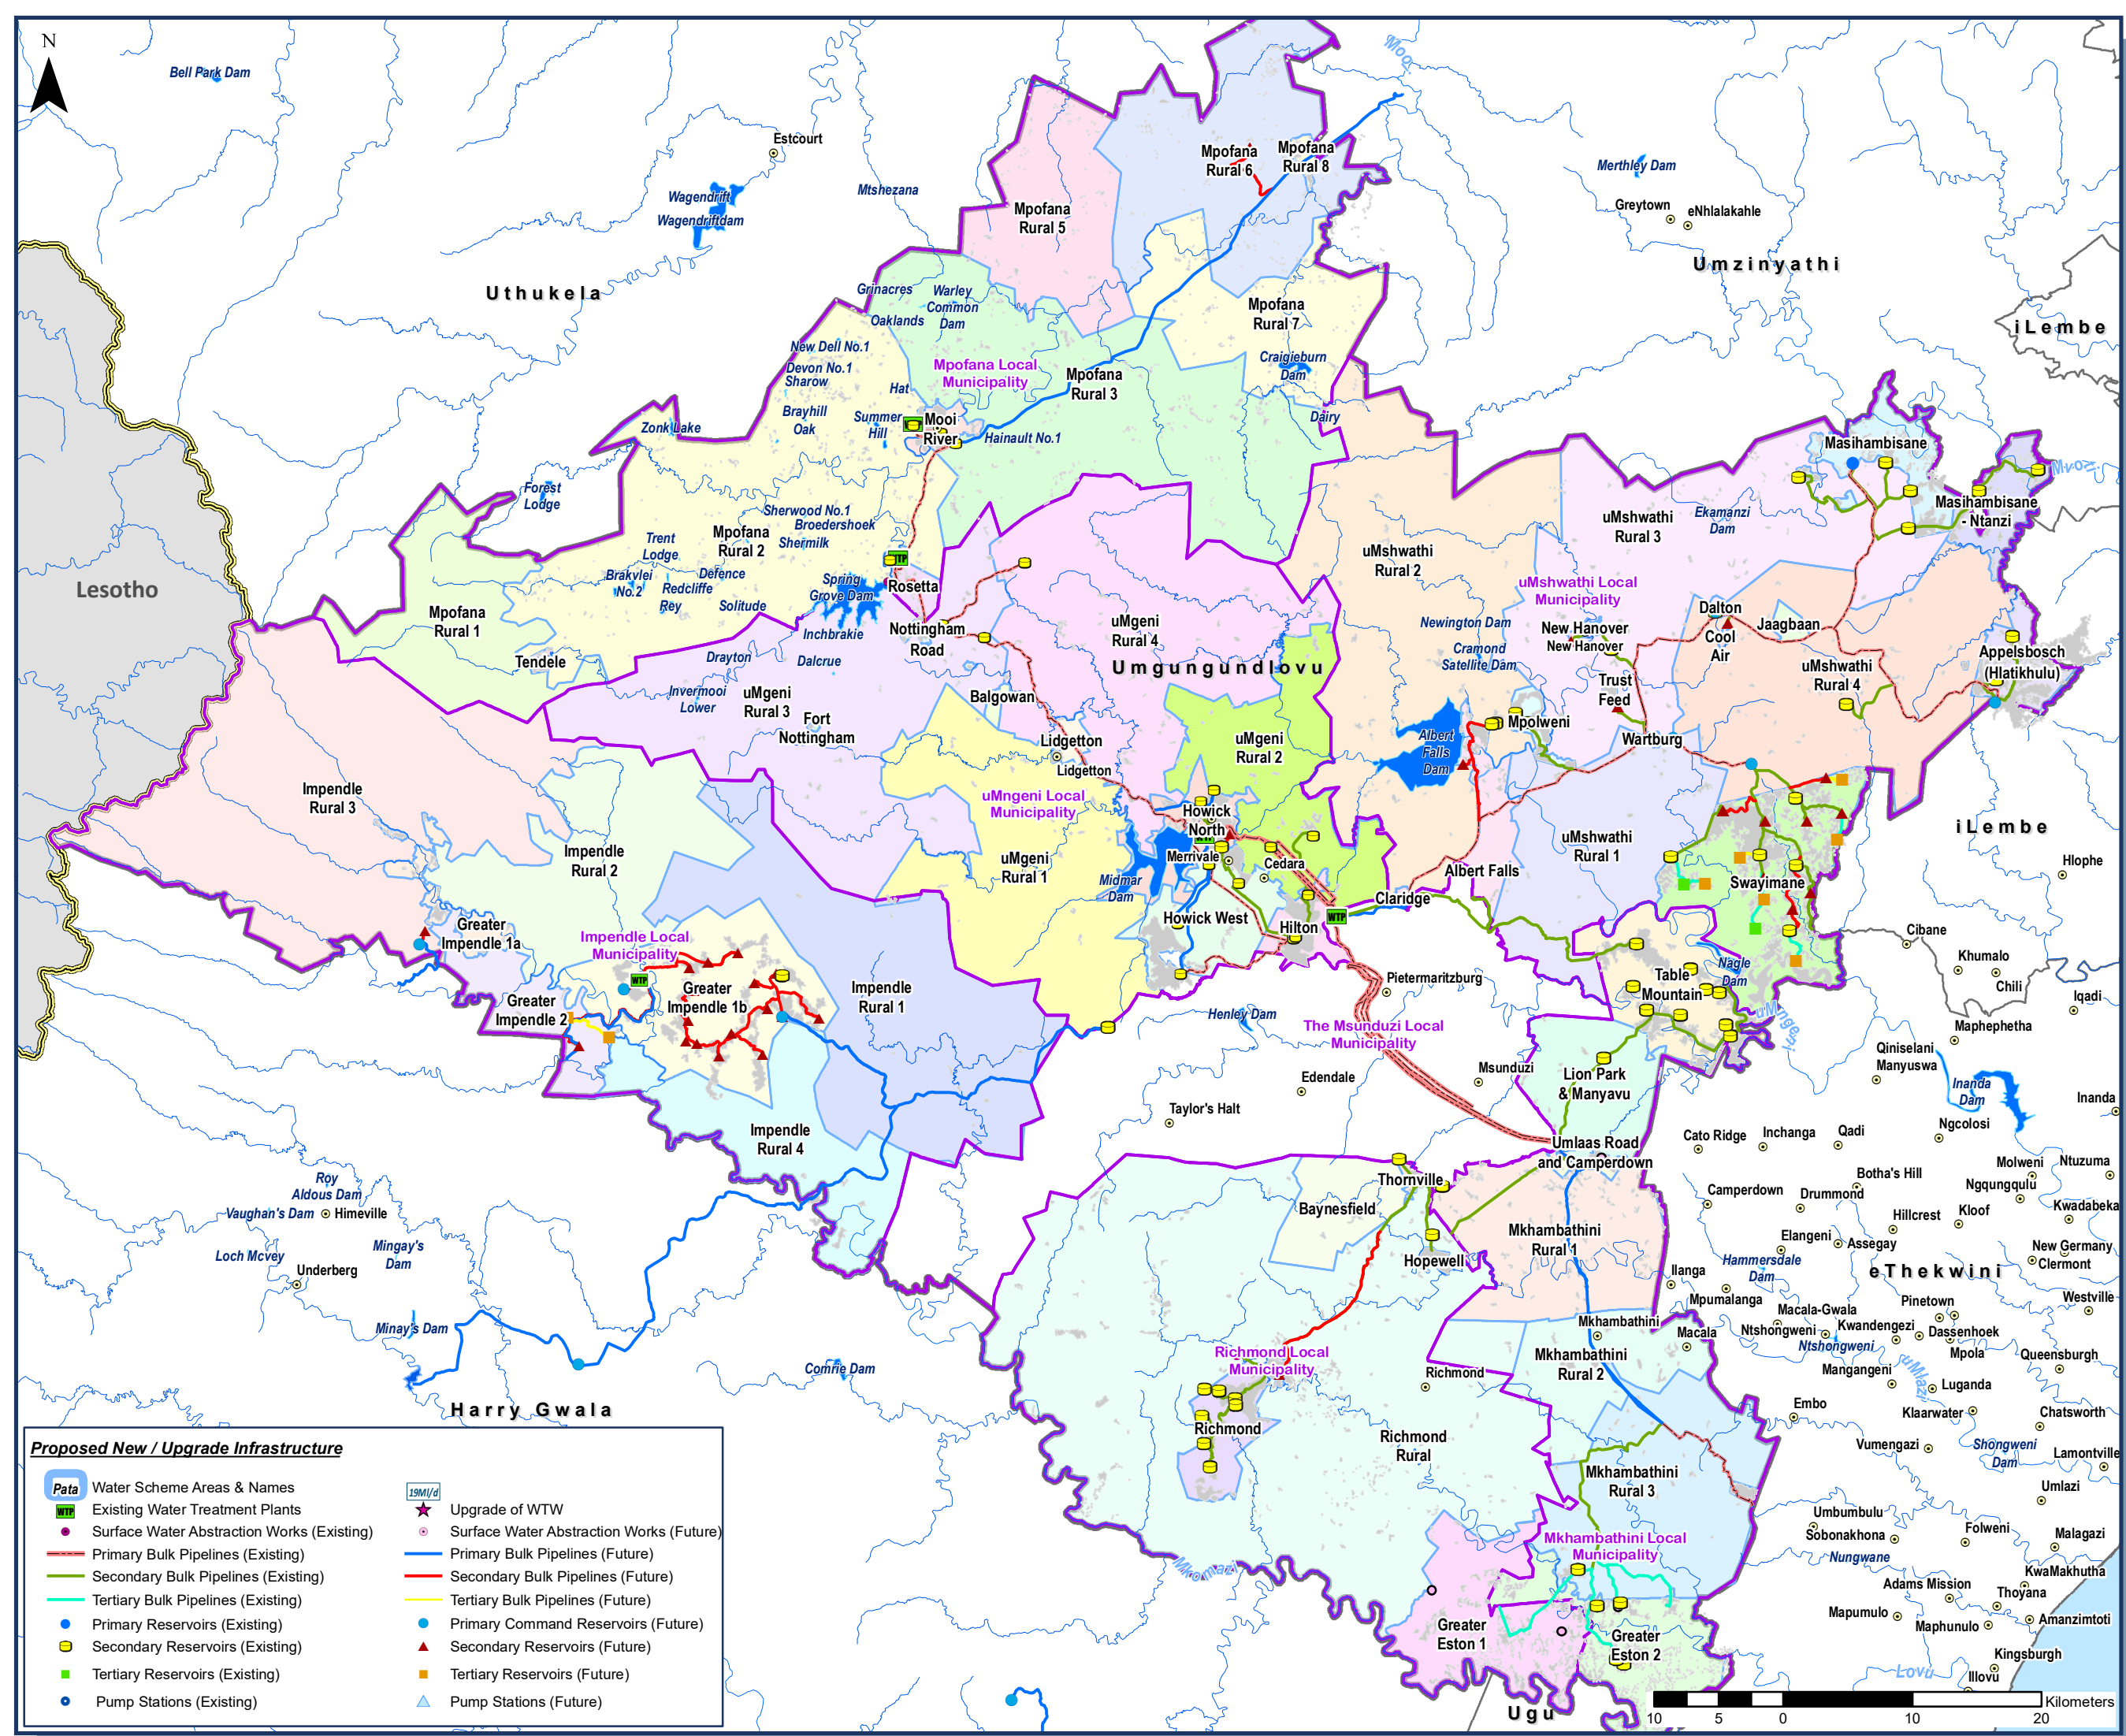 N
Bell Park Dam
Estcourt
Wagendrift
Wagendriftdam
Mtshezana
Mooi
Merthley Dam
Greytown
eNhlalakahle
Umzinyathi
Uthukela
iLembe
Mpofana
Rural 6
Mpofana
Rural 8
Mpofana
Rural 5
Mpofana
Rural 7
Craigieburn
Dam
Dairy
Grinacres
Warley
Common
Dam
Oaklands
New Dell No.1
Devon No.1
Sharow
Hat
Mpofana Local
Municipality
Mpofana
Rural 3
Brayhill
Oak
Summer
Hill
Mooi
River
Hainault No.1
Zonk Lake
Forest
Lodge
Sherwood No.1
Broedershoek
Shermilk
Mpofana
Rural 2
Trent
Lodge
Defence
Brakvlei
No.2
Redcliffe
Rey
Solitude
Spring
Grove Dam
WTP
Rosetta
Inchbrakie
Nottingham
Road
Lesotho
Mpofana
Rural 1
Tendele
Drayton
Dalcrue
Invermooi
Lower
uMgeni
Rural 3
Fort
Nottingham
Balgowan
Lidgetton
Lidgetton
uMgeni
Rural 4
Umgungundlovu
uMgeni
Rural 2
uMngeni Local
Municipality
uMgeni
Rural 1
Howick
North
Merrivale
Cedara
Midmar
Dam
Howick West
Hilton
WTP
Claridge
Albert Falls
uMshwathi
Rural 2
uMshwathi
Rural 3
Ekamanzi
Dam
uMshwathi Local
Municipality
Masihambisane
Masihambisane
- Ntanzi
Mvoti
Newington Dam
Cramond
Satellite Dam
New Hanover
New Hanover
Dalton
Cool
Air
Jaagbaan
Trust
Feed
uMshwathi
Rural 4
Appelsbosch
(Hlatikhulu)
Albert
Falls
Dam
Mpolweni
Wartburg
uMshwathi
Rural 1
Swayimane
iLembe
Hlophe
Cibane
Khumalo
Chili
Iqadi
Maphephetha
Table
Mountain
Nagle
Dam
uMngeni
Pietermaritzburg
Henley Dam
The Msunduzi Local
Municipality
Msunduzi
Edendale
Taylor's Halt
Lion Park
& Manyavu
Qiniselani
Manyuswa
Inanda
Dam
Inanda
Ngcolosi
Impendle
Rural 3
Impendle
Rural 2
Greater
Impendle 1a
Impendle Local
Municipality
WTP
Greater
Impendle 1b
Greater
Impendle 2
Impendle
Rural 1
Impendle
Rural 4
Roy
Aldous Dam
Vaughan's Dam
Himeville
Loch Mcvey
Mingay's
Dam
Underberg
Minay's Dam
Comrie Dam
Harry Gwala
Umlaas Road
and Camperdown
Thornville
Baynesfield
Hopewell
Mkhambathini
Rural 1
Cato Ridge
Inchanga
Qadi
Molweni
Ntuzuma
Botha's Hill
Ngqungqulu
Camperdown
Drummond
Kwadabeka
Hillcrest
Kloof
Elangeni
Assegay
New Germany
Clermont
Hammersdale
Dam
eThekwini
Ilanga
Mpumalanga
Westville
Macala-Gwala
Pinetown
Ntshongweni
Kwandengezi
Dassenhoek
Ntshongweni
Mpola
Queensburgh
Mangangeni
uMlazi
Luganda
Mkhambathini
Macala
Mkhambathini
Rural 2
Embo
Klaarwater
Chatsworth
Vumengazi
Shongweni
Dam
Lamontville
Umlazi
Richmond Local
Municipality
Richmond
Richmond
Richmond
Rural
Mkhambathini
Rural 3
Mkhambathini Local
Municipality
Umbumbulu
Sobonakhona
Folweni
Malagazi
Nungwane
KwaMakhutha
Adams Mission
Thoyana
Mapumulo
Maphunulo
Amanzimtoti
Kingsburgh
Illovu
Lovu
Mkomazi
Greater
Eston 1
Greater
Eston 2
Ugu
Proposed New / Upgrade Infrastructure
Pata Water Scheme Areas & Names
WTP Existing Water Treatment Plants
Surface Water Abstraction Works (Existing)
Primary Bulk Pipelines (Existing)
Secondary Bulk Pipelines (Existing)
Tertiary Bulk Pipelines (Existing)
Primary Reservoirs (Existing)
Secondary Reservoirs (Existing)
Tertiary Reservoirs (Existing)
Pump Stations (Existing)
19Ml/d
Upgrade of WTW
Surface Water Abstraction Works (Future)
Primary Bulk Pipelines (Future)
Secondary Bulk Pipelines (Future)
Tertiary Bulk Pipelines (Future)
Primary Command Reservoirs (Future)
Secondary Reservoirs (Future)
Tertiary Reservoirs (Future)
Pump Stations (Future)
Kilometers
10 5 0 10 20